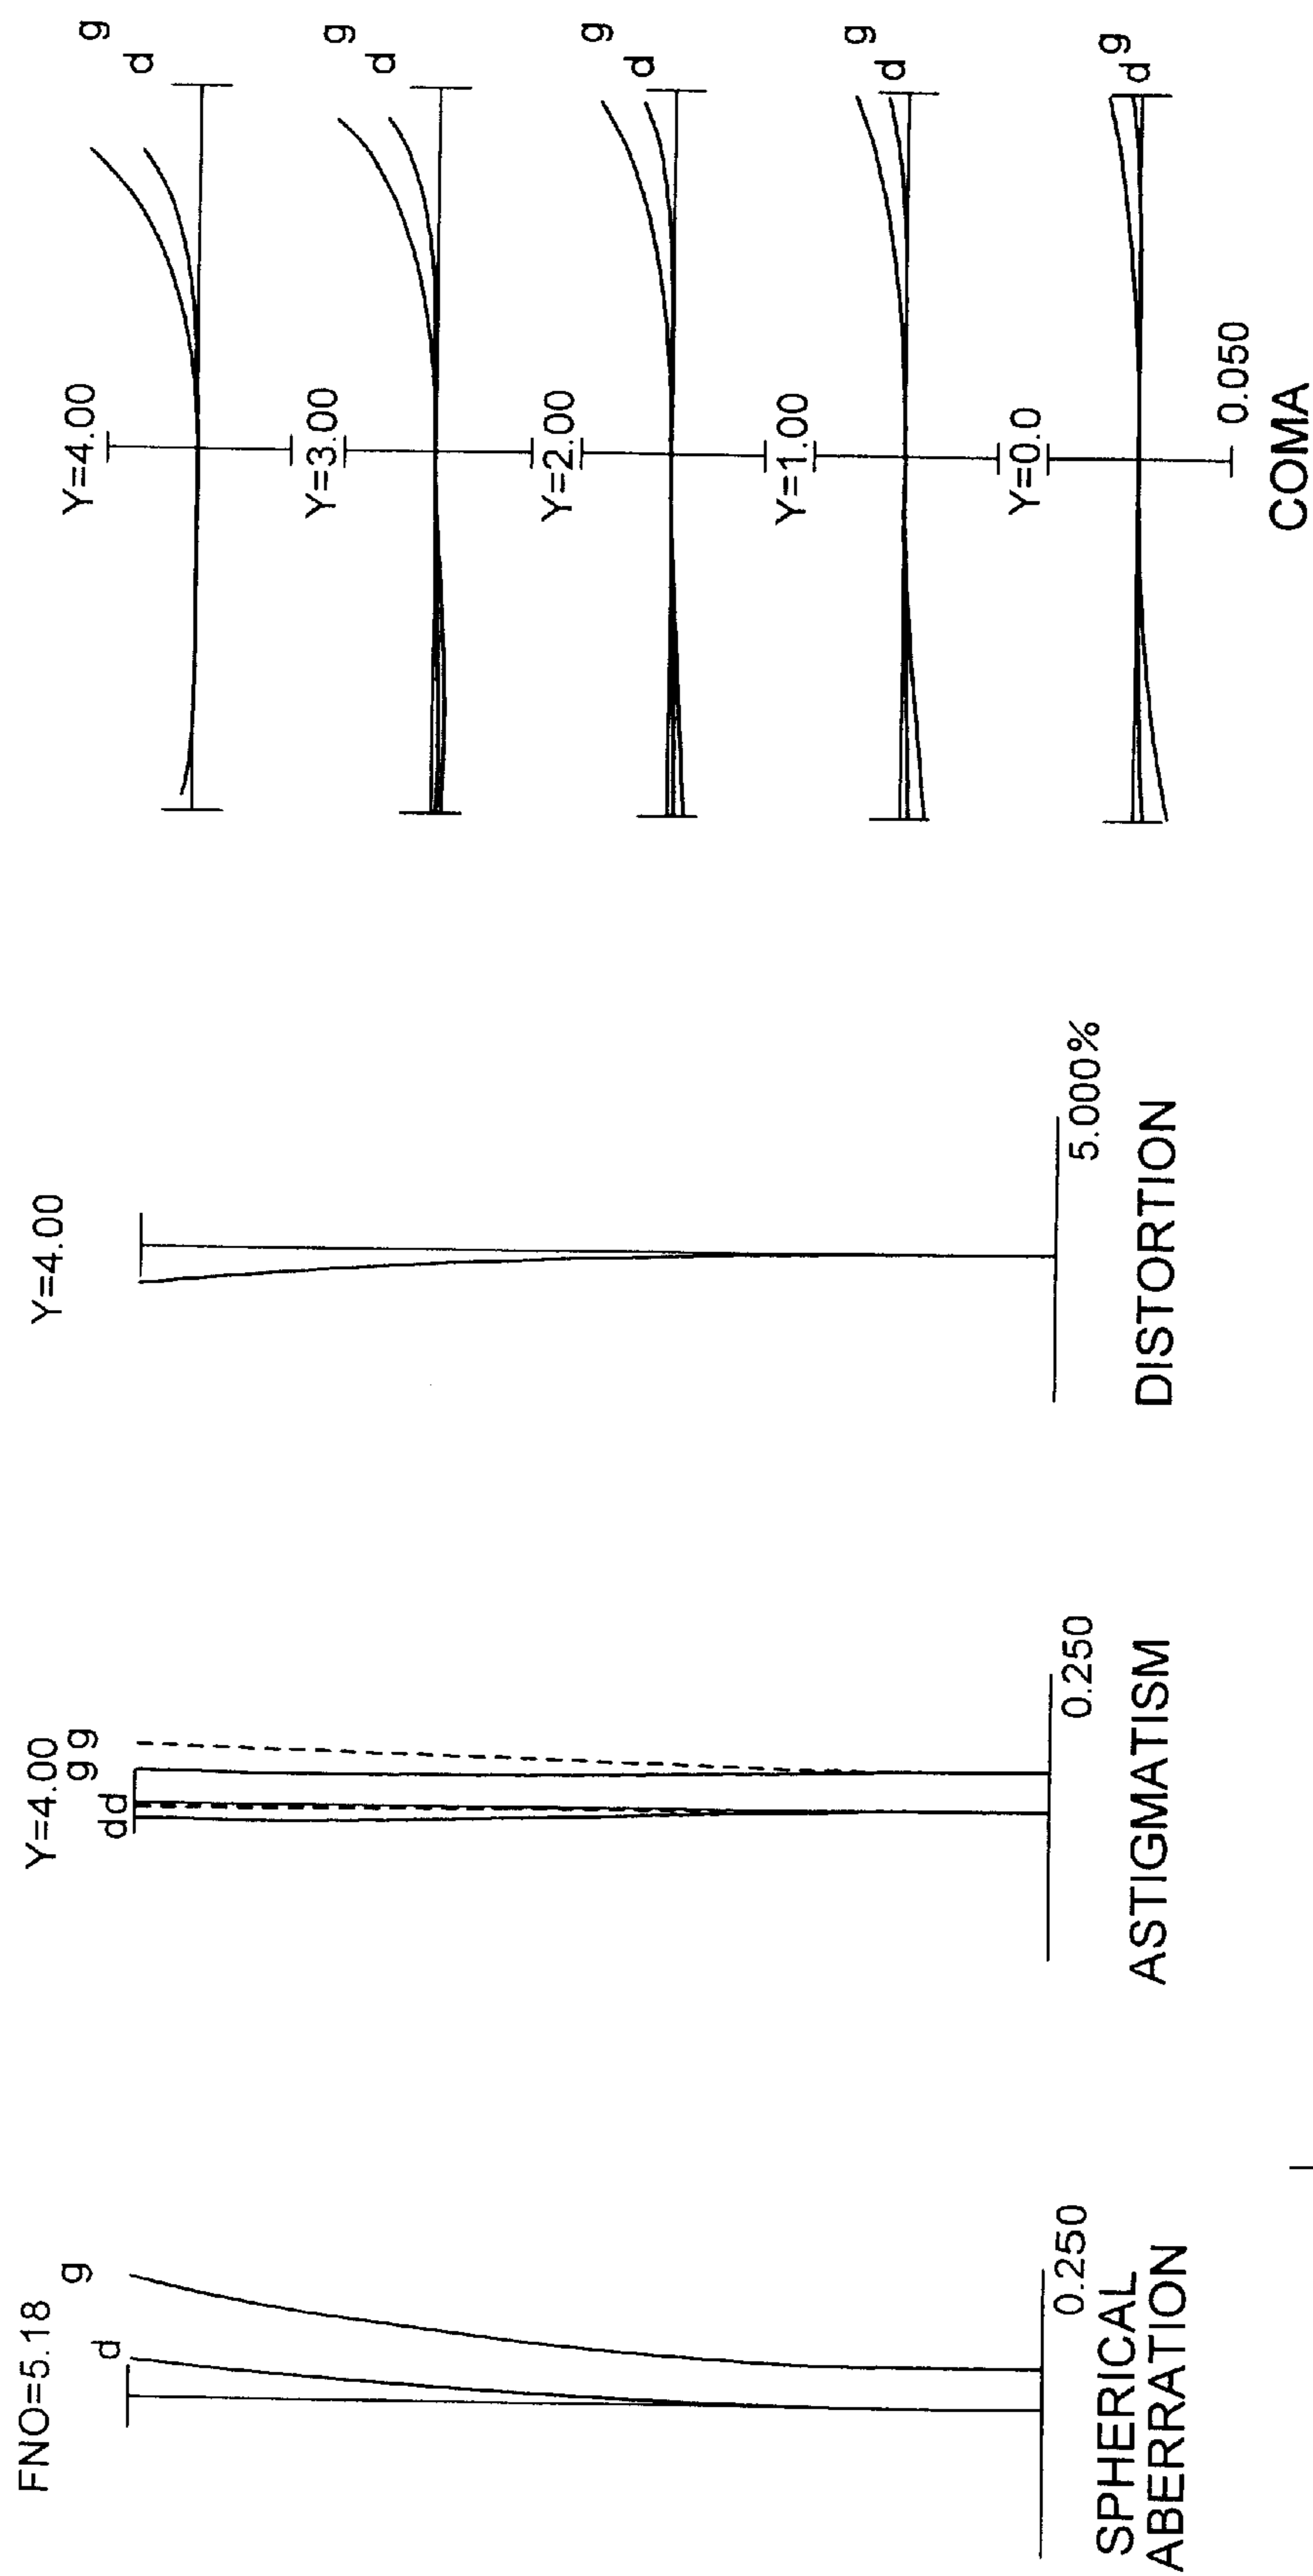 FNO=5.18
d
g
0.250
SPHERICAL
ABERRATION
Y=4.00
dd
g g
0.250
ASTIGMATISM
Y=4.00
5.000%
DISTORTION
Y=4.00
d
g
Y=3.00
d
g
Y=2.00
d
g
Y=1.00
d
g
Y=0.0
d
g
0.050
COMA